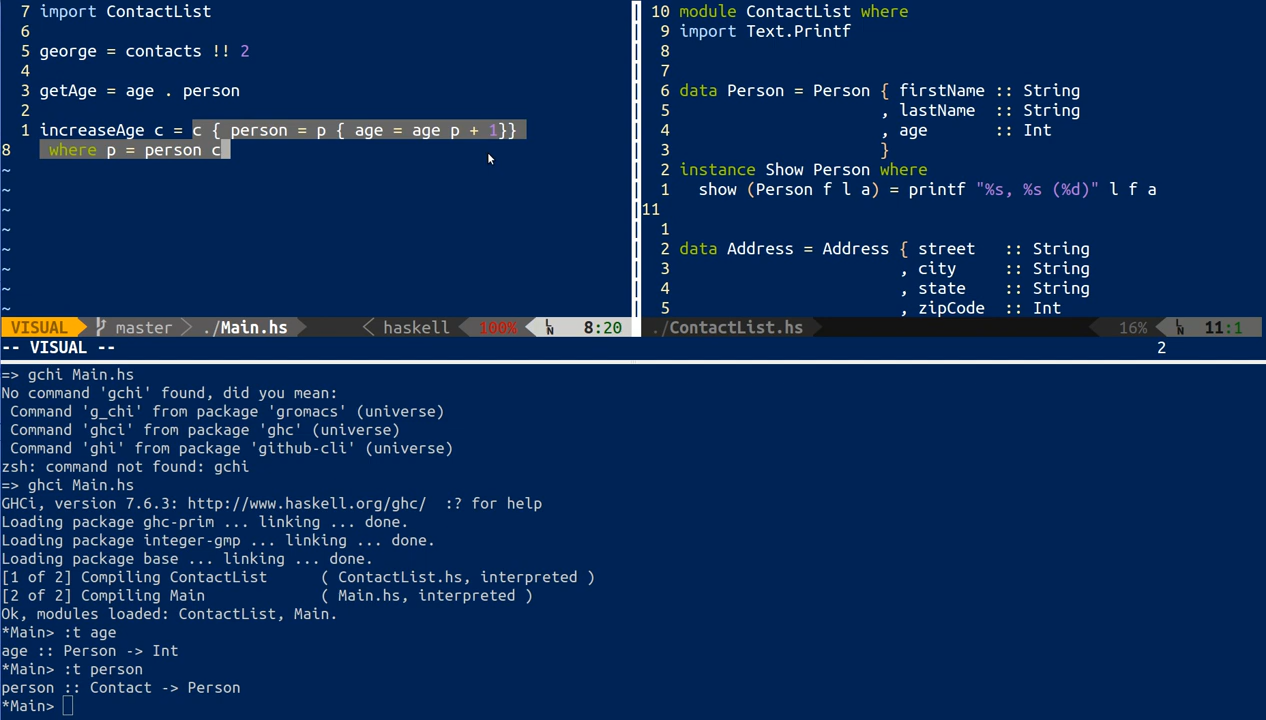 7 import ContactList
6
5 george = contacts !! 2
4
3 getAge = age . person
2
1 increaseAge c = c { person = p { age = age p + 1}}
8 where p = person c
~
~
~
~
~
~
~
~
VISUAL master ./Main.hs haskell 100% LN 8:20
-- VISUAL --
10 module ContactList where
9 import Text.Printf
8
7
6 data Person = Person { firstName :: String
5 , lastName :: String
4 , age :: Int
3 }
2 instance Show Person where
1 show (Person f l a) = printf "%s, %s (%d)" l f a
11
1
2 data Address = Address { street :: String
3 , city :: String
4 , state :: String
5 , zipCode :: Int
./ContactList.hs 16% LN 11:1
2
=> gchi Main.hs
No command 'gchi' found, did you mean:
Command 'g_chi' from package 'gromacs' (universe)
Command 'ghci' from package 'ghc' (universe)
Command 'ghi' from package 'github-cli' (universe)
zsh: command not found: gchi
=> ghci Main.hs
GHCi, version 7.6.3: http://www.haskell.org/ghc/ :? for help
Loading package ghc-prim ... linking ... done.
Loading package integer-gmp ... linking ... done.
Loading package base ... linking ... done.
[1 of 2] Compiling ContactList ( ContactList.hs, interpreted )
[2 of 2] Compiling Main ( Main.hs, interpreted )
Ok, modules loaded: ContactList, Main.
*Main> :t age
age :: Person -> Int
*Main> :t person
person :: Contact -> Person
*Main>